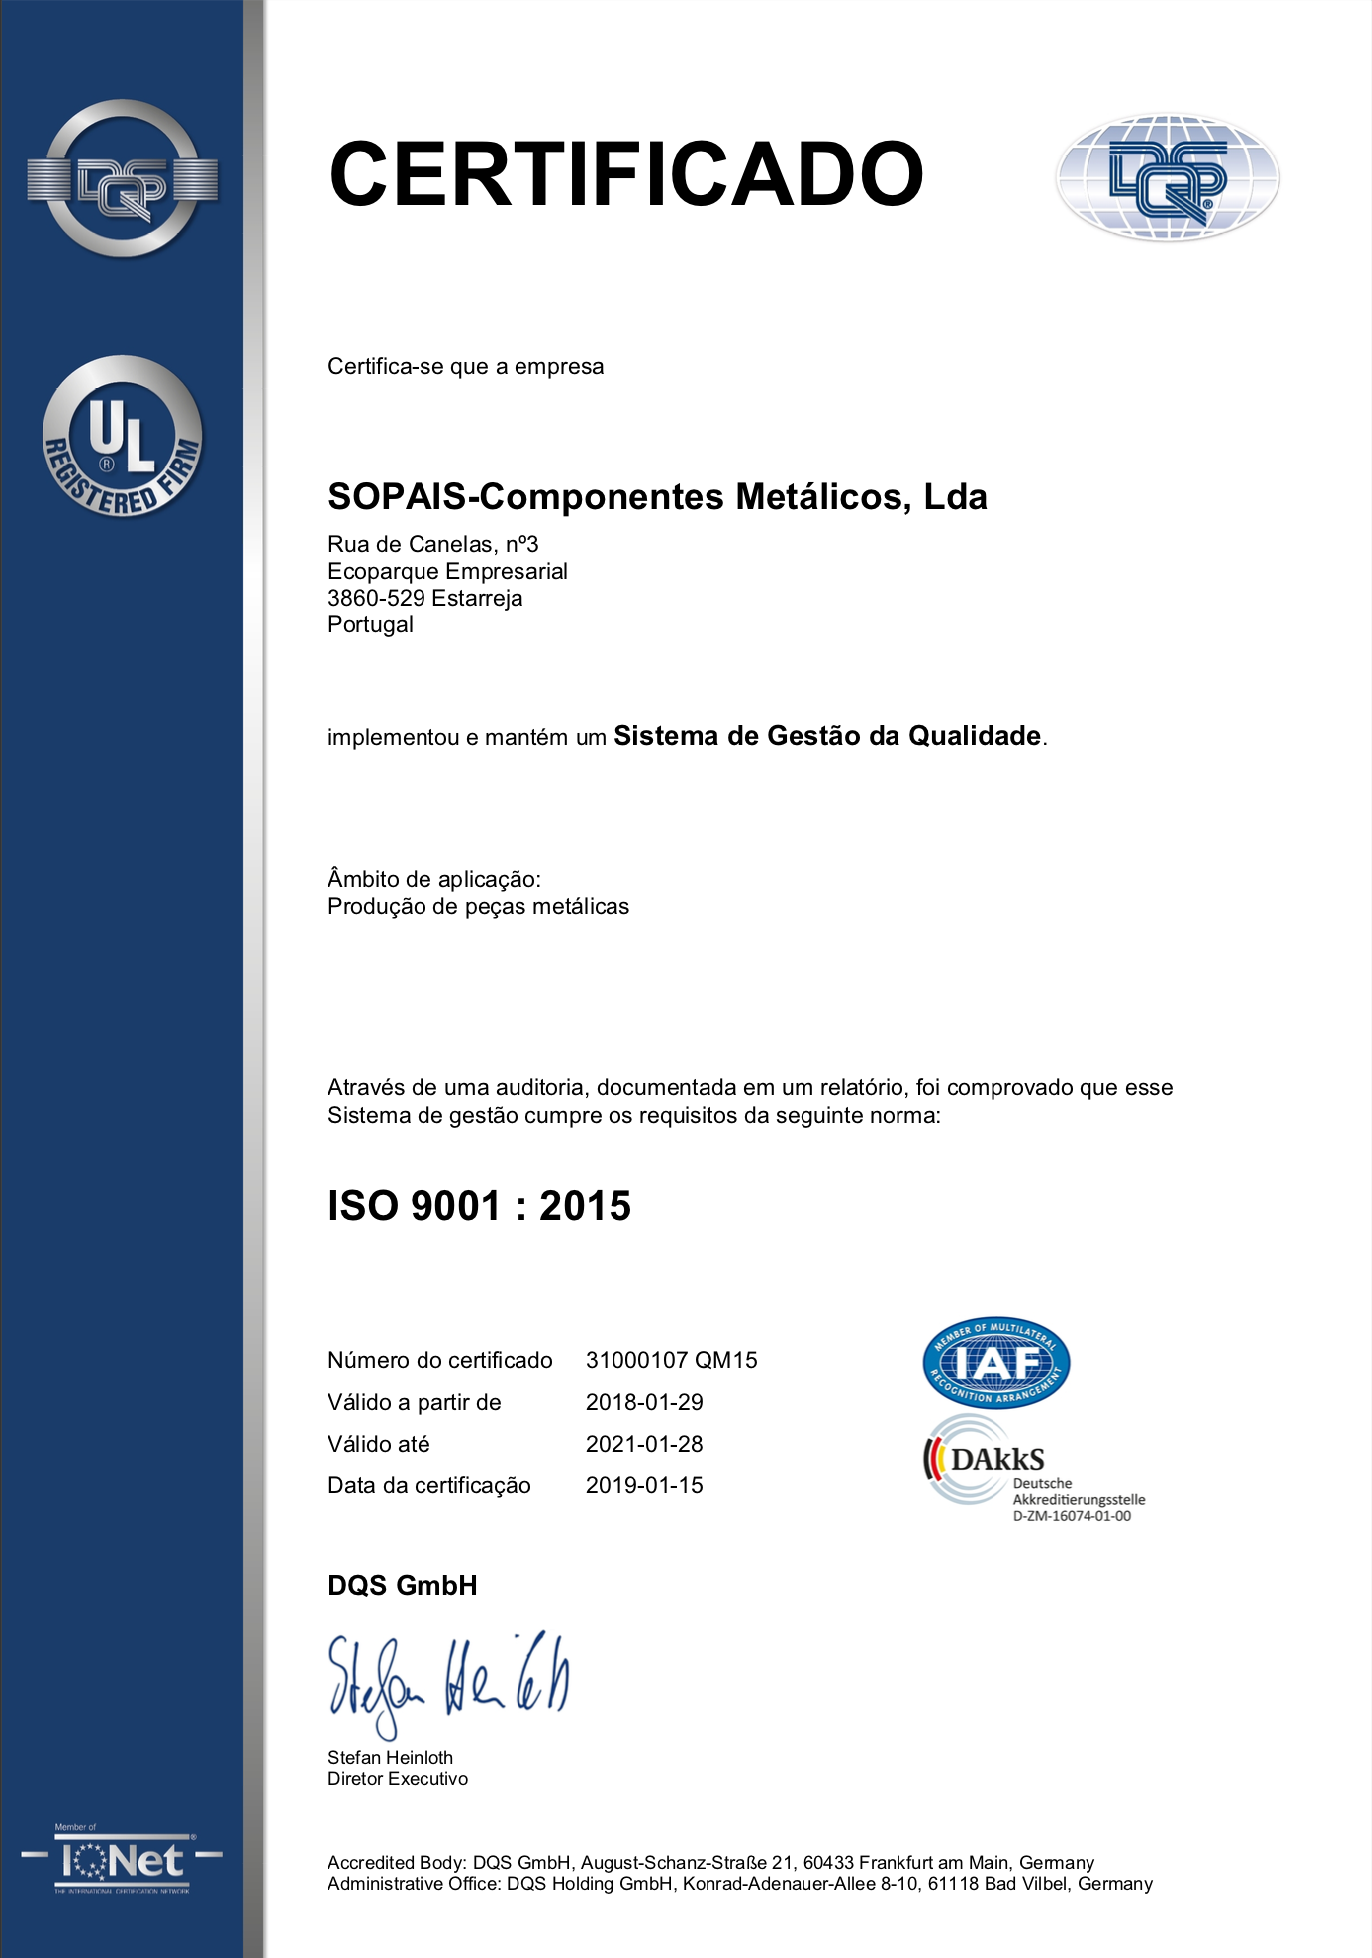 DQS
CERTIFICADO
DQS®
UL®
REGISTERED FIRM
Certifica-se que a empresa
SOPAIS-Componentes Metálicos, Lda
Rua de Canelas, nº3
Ecoparque Empresarial
3860-529 Estarreja
Portugal
implementou e mantém um Sistema de Gestão da Qualidade.
Âmbito de aplicação:
Produção de peças metálicas
Através de uma auditoria, documentada em um relatório, foi comprovado que esse
Sistema de gestão cumpre os requisitos da seguinte norma:
ISO 9001 : 2015
Número do certificado 31000107 QM15
Válido a partir de 2018-01-29
Válido até 2021-01-28
Data da certificação 2019-01-15
MEMBER OF MULTILATERAL
IAF
RECOGNITION ARRANGEMENT
DAkkS
Deutsche
Akkreditierungsstelle
D-ZM-16074-01-00
DQS GmbH
Stefan Heinloth
Stefan Heinloth
Diretor Executivo
Member of
IQNet®
THE INTERNATIONAL CERTIFICATION NETWORK
Accredited Body: DQS GmbH, August-Schanz-Straße 21, 60433 Frankfurt am Main, Germany
Administrative Office: DQS Holding GmbH, Konrad-Adenauer-Allee 8-10, 61118 Bad Vilbel, Germany